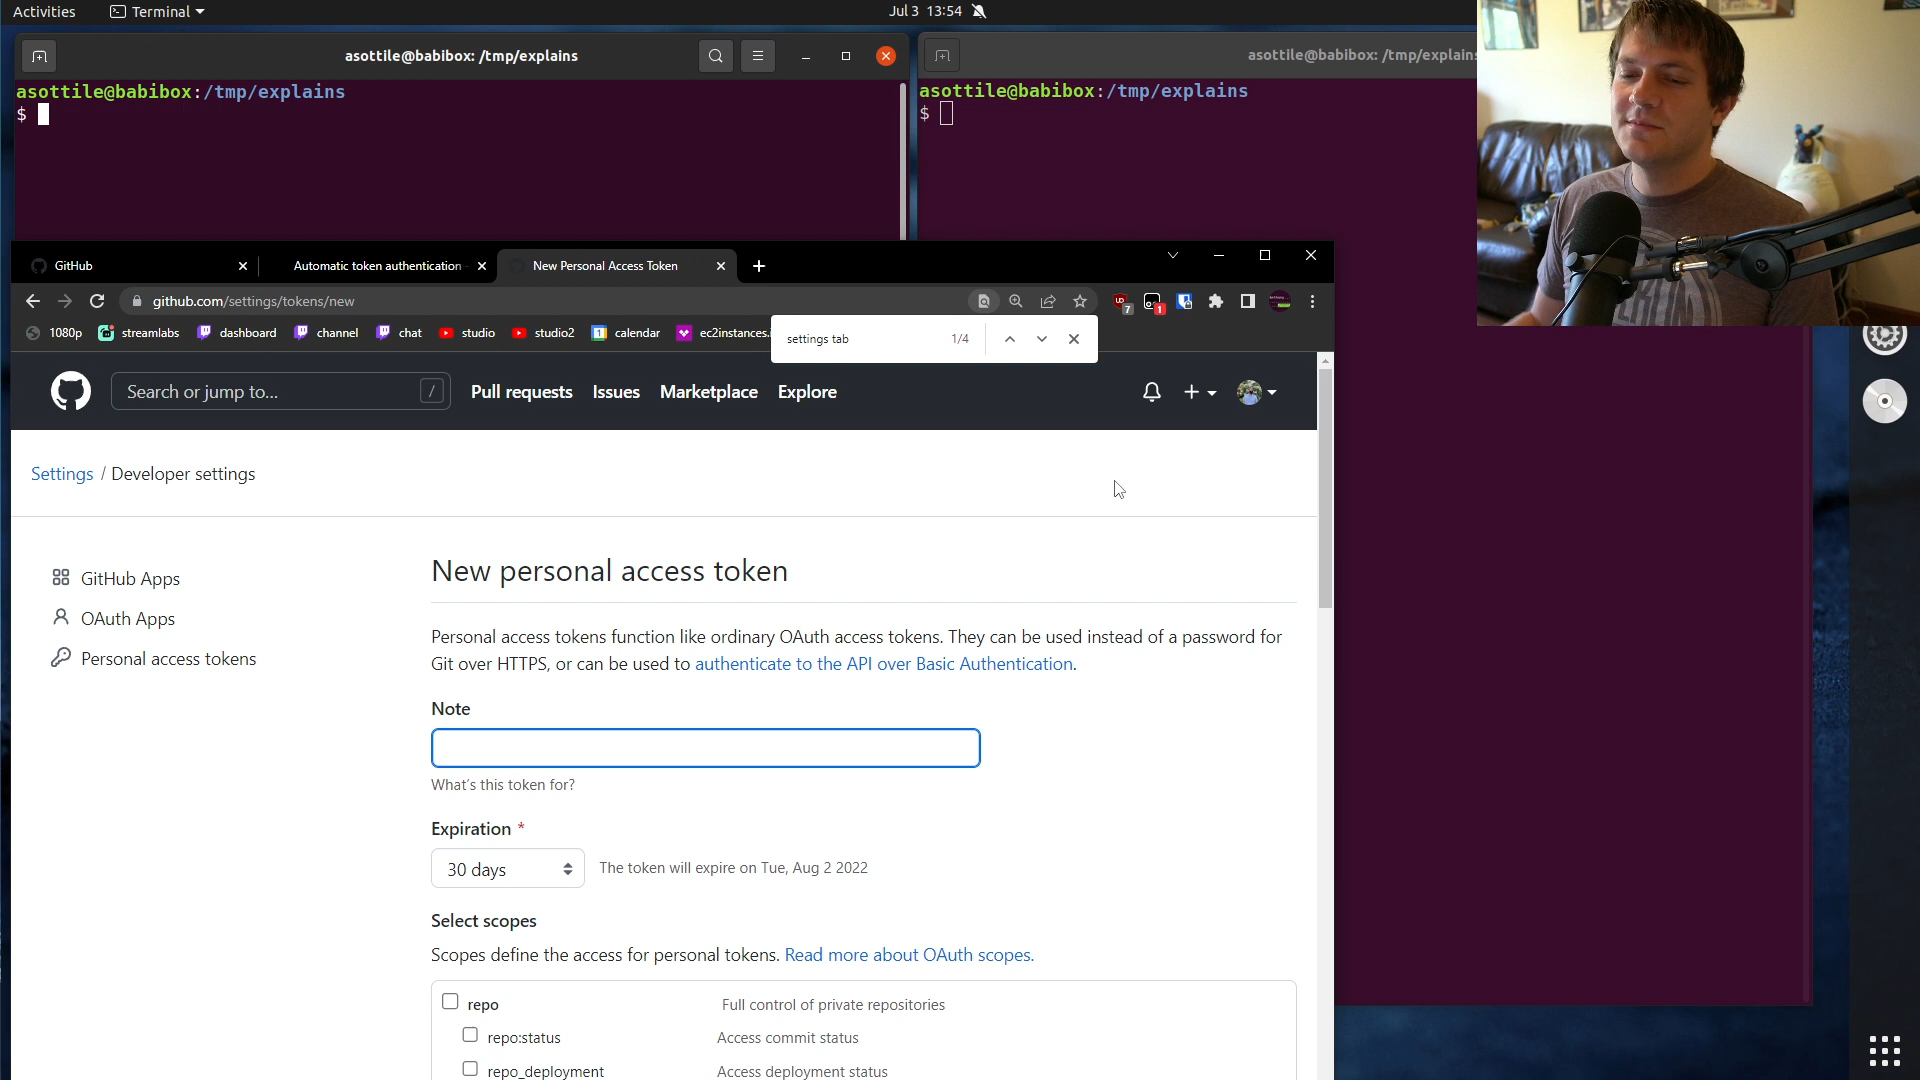 Activities
Terminal
Jul 3 13:54
asottile@babibox: /tmp/explains
asottile@babibox:/tmp/explains
$
asottile@babibox: /tmp/explains
asottile@babibox:/tmp/explains
$
GitHub
Automatic token authentication
New Personal Access Token
github.com/settings/tokens/new
7
1
1080p
streamlabs
dashboard
channel
chat
studio
studio2
1
calendar
ec2instances.
settings tab
1/4
Search or jump to...
/
Pull requests
Issues
Marketplace
Explore
Settings / Developer settings
GitHub Apps
OAuth Apps
Personal access tokens
New personal access token
Personal access tokens function like ordinary OAuth access tokens. They can be used instead of a password for
Git over HTTPS, or can be used to authenticate to the API over Basic Authentication.
Note
What's this token for?
Expiration *
30 days
The token will expire on Tue, Aug 2 2022
Select scopes
Scopes define the access for personal tokens. Read more about OAuth scopes.
repo
Full control of private repositories
repo:status
Access commit status
repo_deployment
Access deployment status